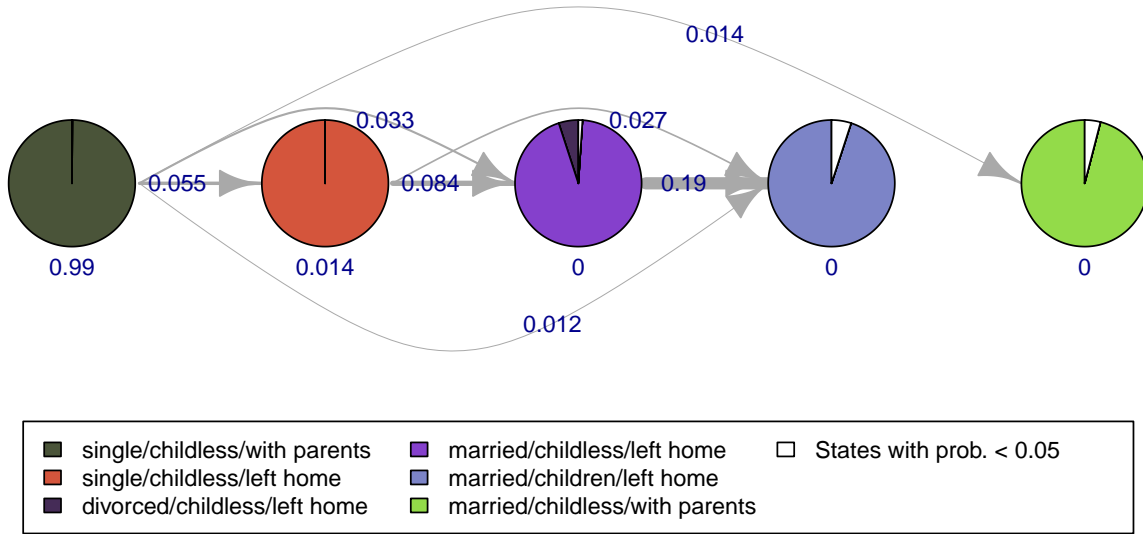 0.014
0.033
0.027
0.055
0.084
0.19
0.99
0.014
0
0
0
0.012
single/childless/with parents
single/childless/left home
divorced/childless/left home
married/childless/left home
married/children/left home
married/childless/with parents
States with prob. < 0.05